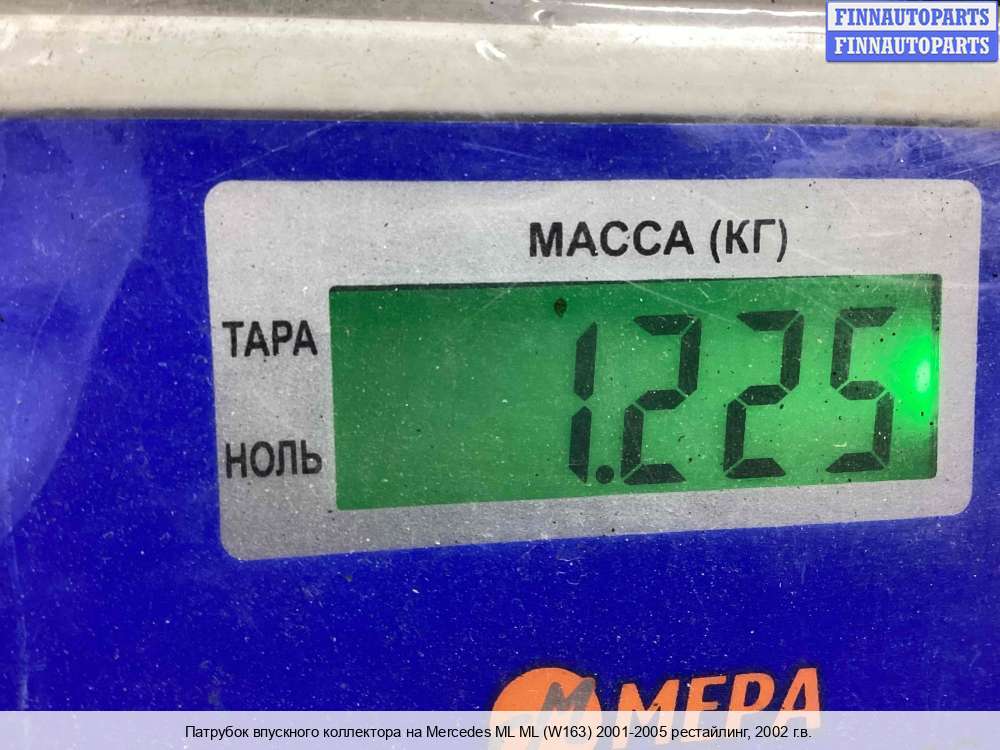 FINNAUTOPARTS
FINNAUTOPARTS
МАССА (КГ)
ТАРА
1.225
НОЛЬ
МЕРА
Патрубок впускного коллектора на Mercedes ML ML (W163) 2001-2005 рестайлинг, 2002 г.в.